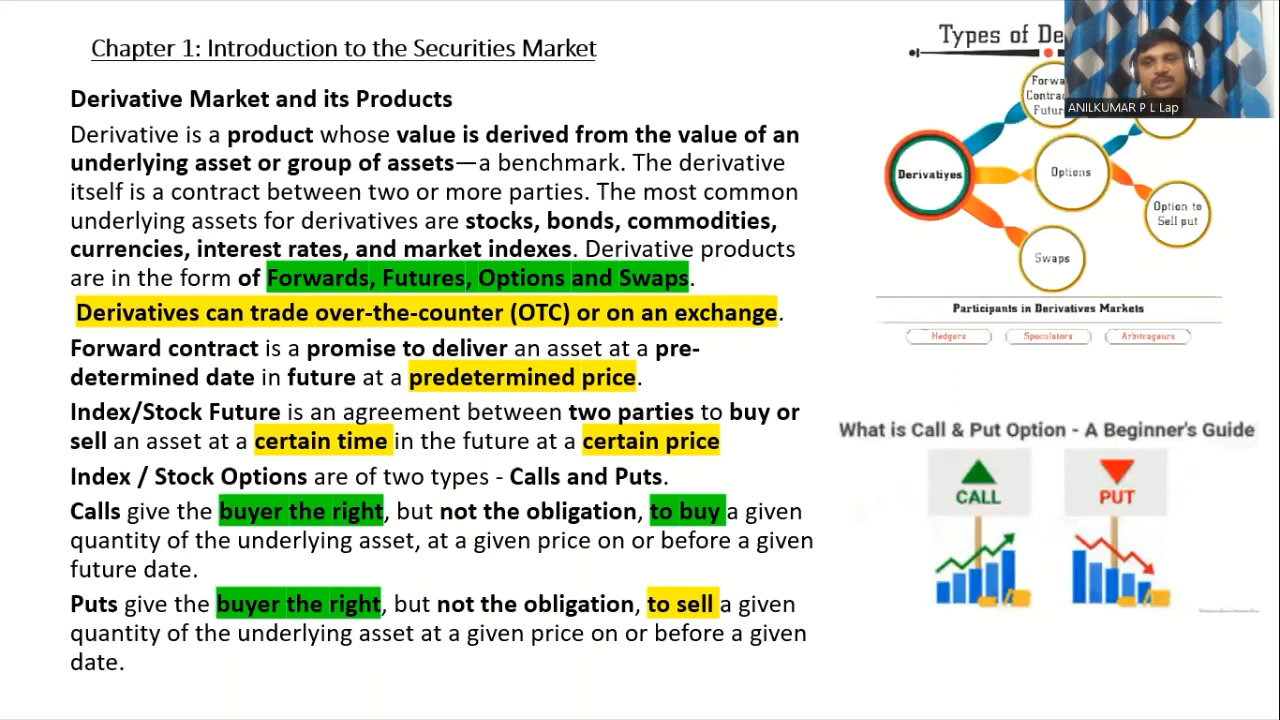 Chapter 1: Introduction to the Securities Market
Derivative Market and its Products
Derivative is a product whose value is derived from the value of an
underlying asset or group of assets—a benchmark. The derivative
itself is a contract between two or more parties. The most common
underlying assets for derivatives are stocks, bonds, commodities,
currencies, interest rates, and market indexes. Derivative products
are in the form of Forwards, Futures, Options and Swaps.
Derivatives can trade over-the-counter (OTC) or on an exchange.
Forward contract is a promise to deliver an asset at a pre-
determined date in future at a predetermined price.
Index/Stock Future is an agreement between two parties to buy or
sell an asset at a certain time in the future at a certain price
Index / Stock Options are of two types - Calls and Puts.
Calls give the buyer the right, but not the obligation, to buy a given
quantity of the underlying asset, at a given price on or before a given
future date.
Puts give the buyer the right, but not the obligation, to sell a given
quantity of the underlying asset at a given price on or before a given
date.
Types of De
ANILKUMAR P L Lap
Forwa
Contrac
Futur
Derivatives
Options
Option to
Sell put
Swaps
Participants in Derivatives Markets
Hedgers
Speculators
Arbitrageurs
What is Call & Put Option - A Beginner's Guide
CALL
PUT